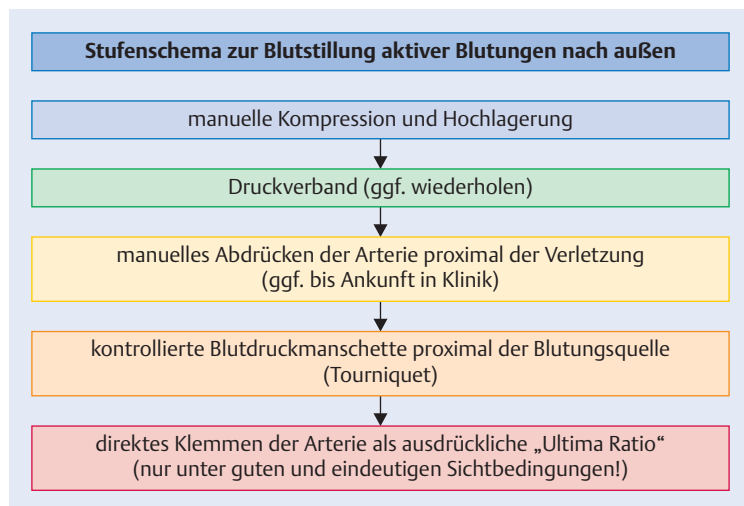 Stufenschema zur Blutstillung aktiver Blutungen nach außen
manuelle Kompression und Hochlagerung
Druckverband (ggf. wiederholen)
manuelles Abdrücken der Arterie proximal der Verletzung
(ggf. bis Ankunft in Klinik)
kontrollierte Blutdruckmanschette proximal der Blutungsquelle
(Tourniquet)
direktes Klemmen der Arterie als ausdrückliche „Ultima Ratio“
(nur unter guten und eindeutigen Sichtbedingungen!)